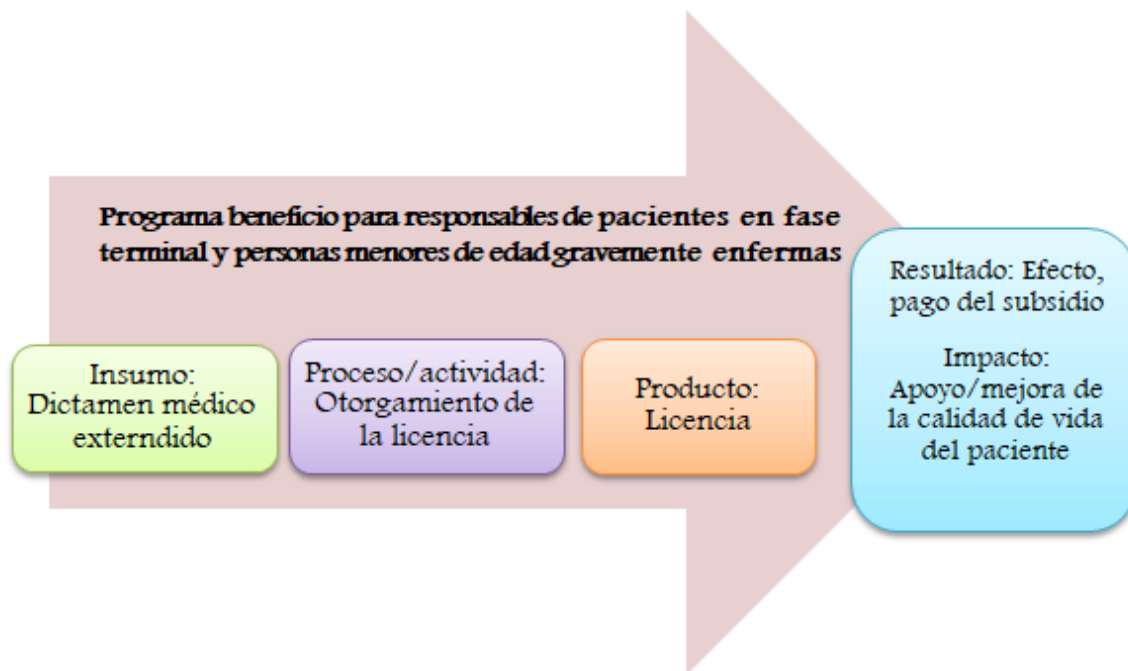 Programa beneficio para responsables de pacientes en fase
terminal y personas menores de edad gravemente enfermas
Insumo:
Dictamen médico
externdido
Proceso/actividad:
Otorgamiento de
la licencia
Producto:
Licencia
Resultado: Efecto,
pago del subsidio
Impacto:
Apoyo/mejora de
la calidad de vida
del paciente